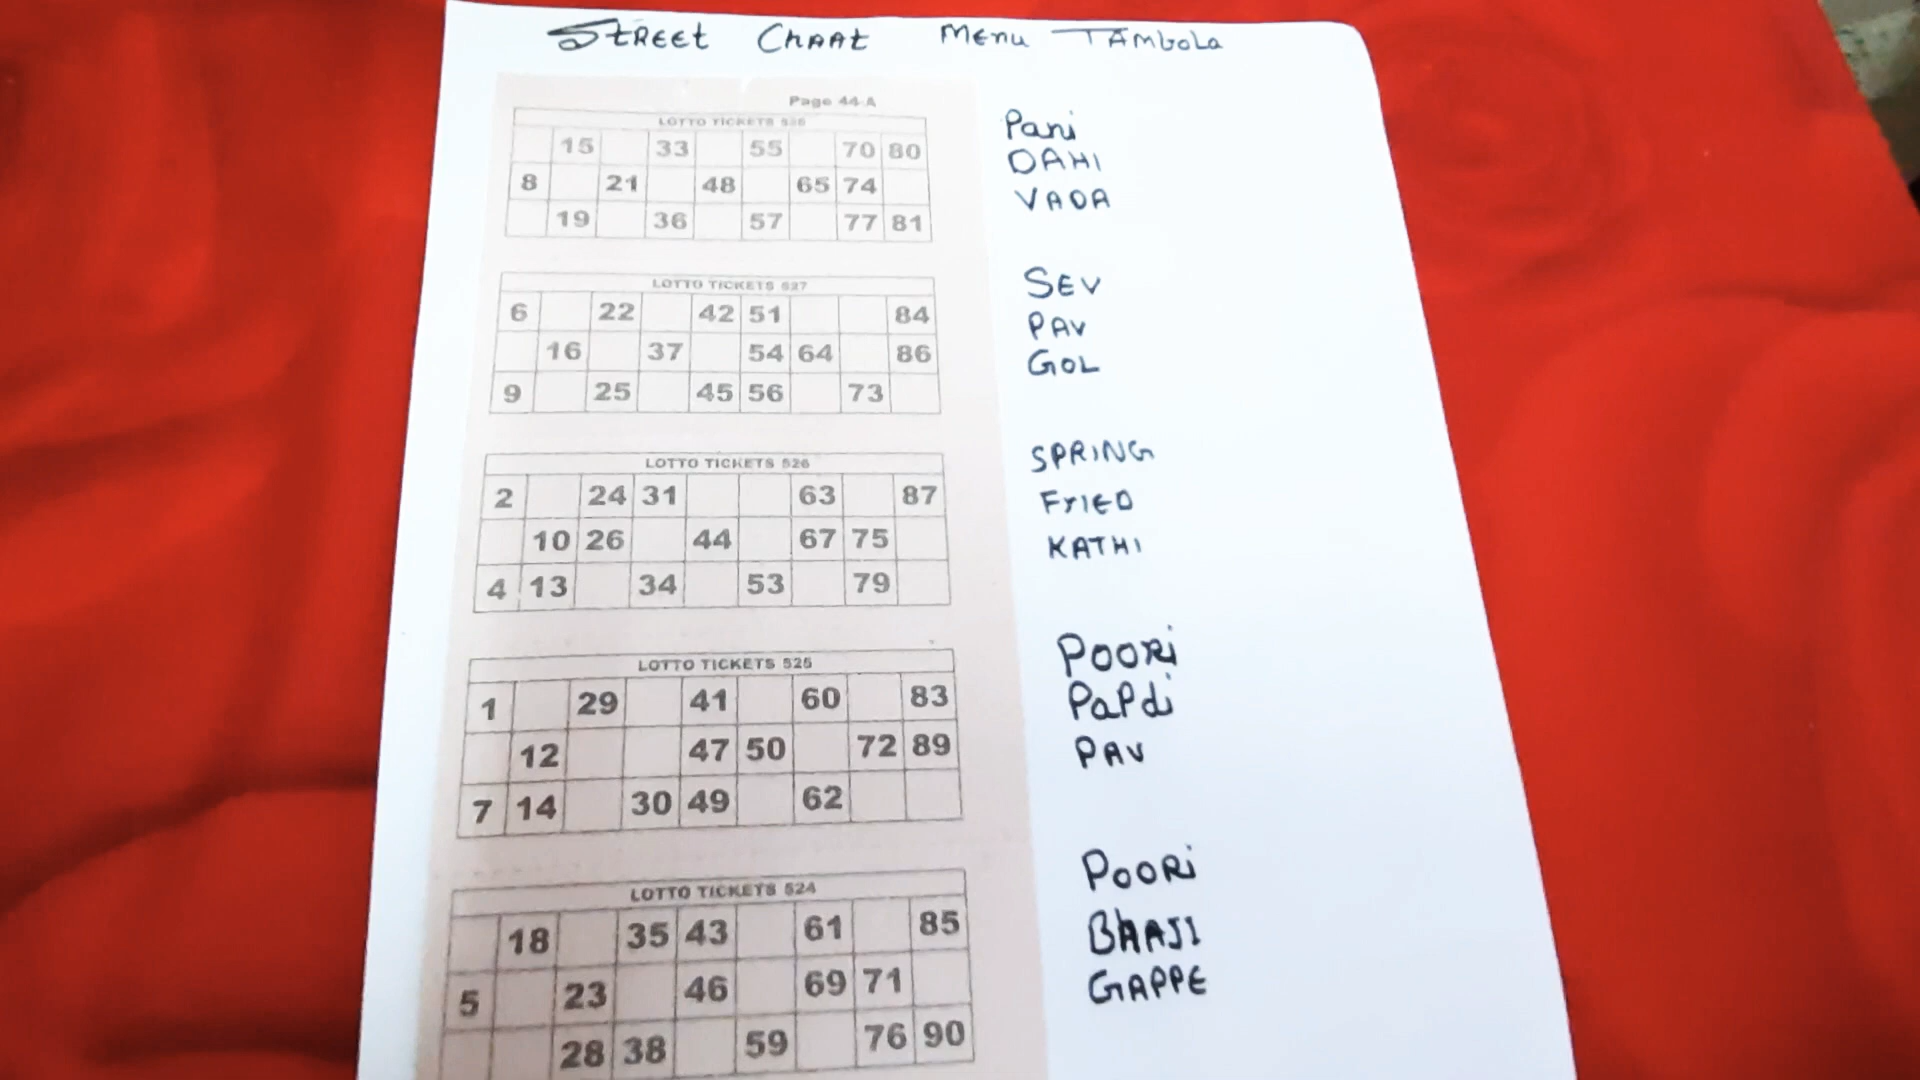 StREEt ChAAt Menu TAmboLa
Page 44-A
LOTTO TICKETS 528
15 33 55 70 80
8 21 48 65 74
19 36 57 77 81
Pani
DAHI
VADA
LOTTO TICKETS 527
6 22 42 51 84
16 37 54 64 86
9 25 45 56 73
SEV
PAV
GOL
LOTTO TICKETS 526
2 24 31 63 87
10 26 44 67 75
4 13 34 53 79
SPRiNG
FrIED
KATHI
LOTTO TICKETS 525
1 29 41 60 83
12 47 50 72 89
7 14 30 49 62
POORi
PaPdi
PAV
LOTTO TICKETS 524
18 35 43 61 85
5 23 46 69 71
28 38 59 76 90
POORi
BHAJI
GAPPE